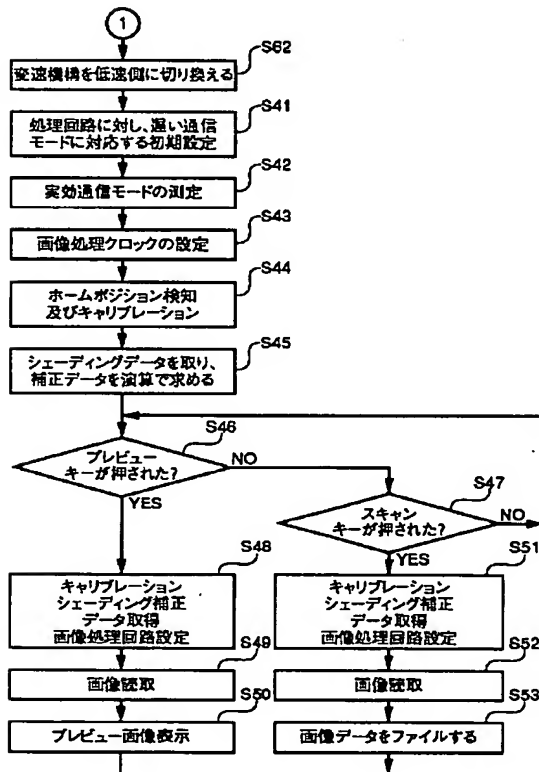 1
S62
変速機構を低速側に切り換える
S41
処理回路に対し、遅い通信
モードに対応する初期設定
S42
実効通信モードの測定
S43
画像処理クロックの設定
S44
ホームポジション検知
及びキャリブレーション
S45
シェーディングデータを取り、
補正データを演算で求める
S46
プレビュー
キーが押された?
NO
YES
S47
スキャン
キーが押された?
NO
YES
S48
キャリブレーション
シェーディング補正
データ取得
画像処理回路設定
S49
画像読取
S50
プレビュー画像表示
S51
キャリブレーション
シェーディング補正
データ取得
画像処理回路設定
S52
画像読取
S53
画像データをファイルする